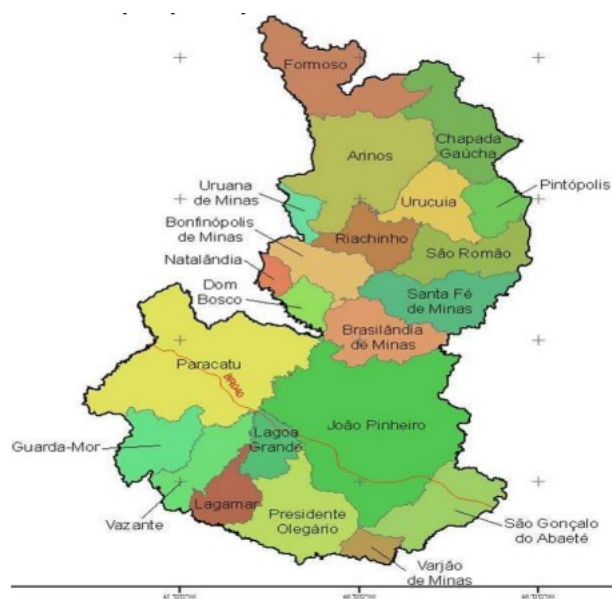 Formoso
Chapada
Gaúcha
Arinos
Uruana
de Minas
Urucuia
Pintópolis
Bonfinópolis
de Minas
Riachinho
São Romão
Natalândia
Dom
Bosco
Santa Fé
de Minas
Brasilândia
de Minas
Paracatu
BR040
Guarda-Mor
Lagoa
Grande
João Pinheiro
Vazante
Lagamar
Presidente
Olegário
São Gonçalo
do Abaeté
Varjão
de Minas